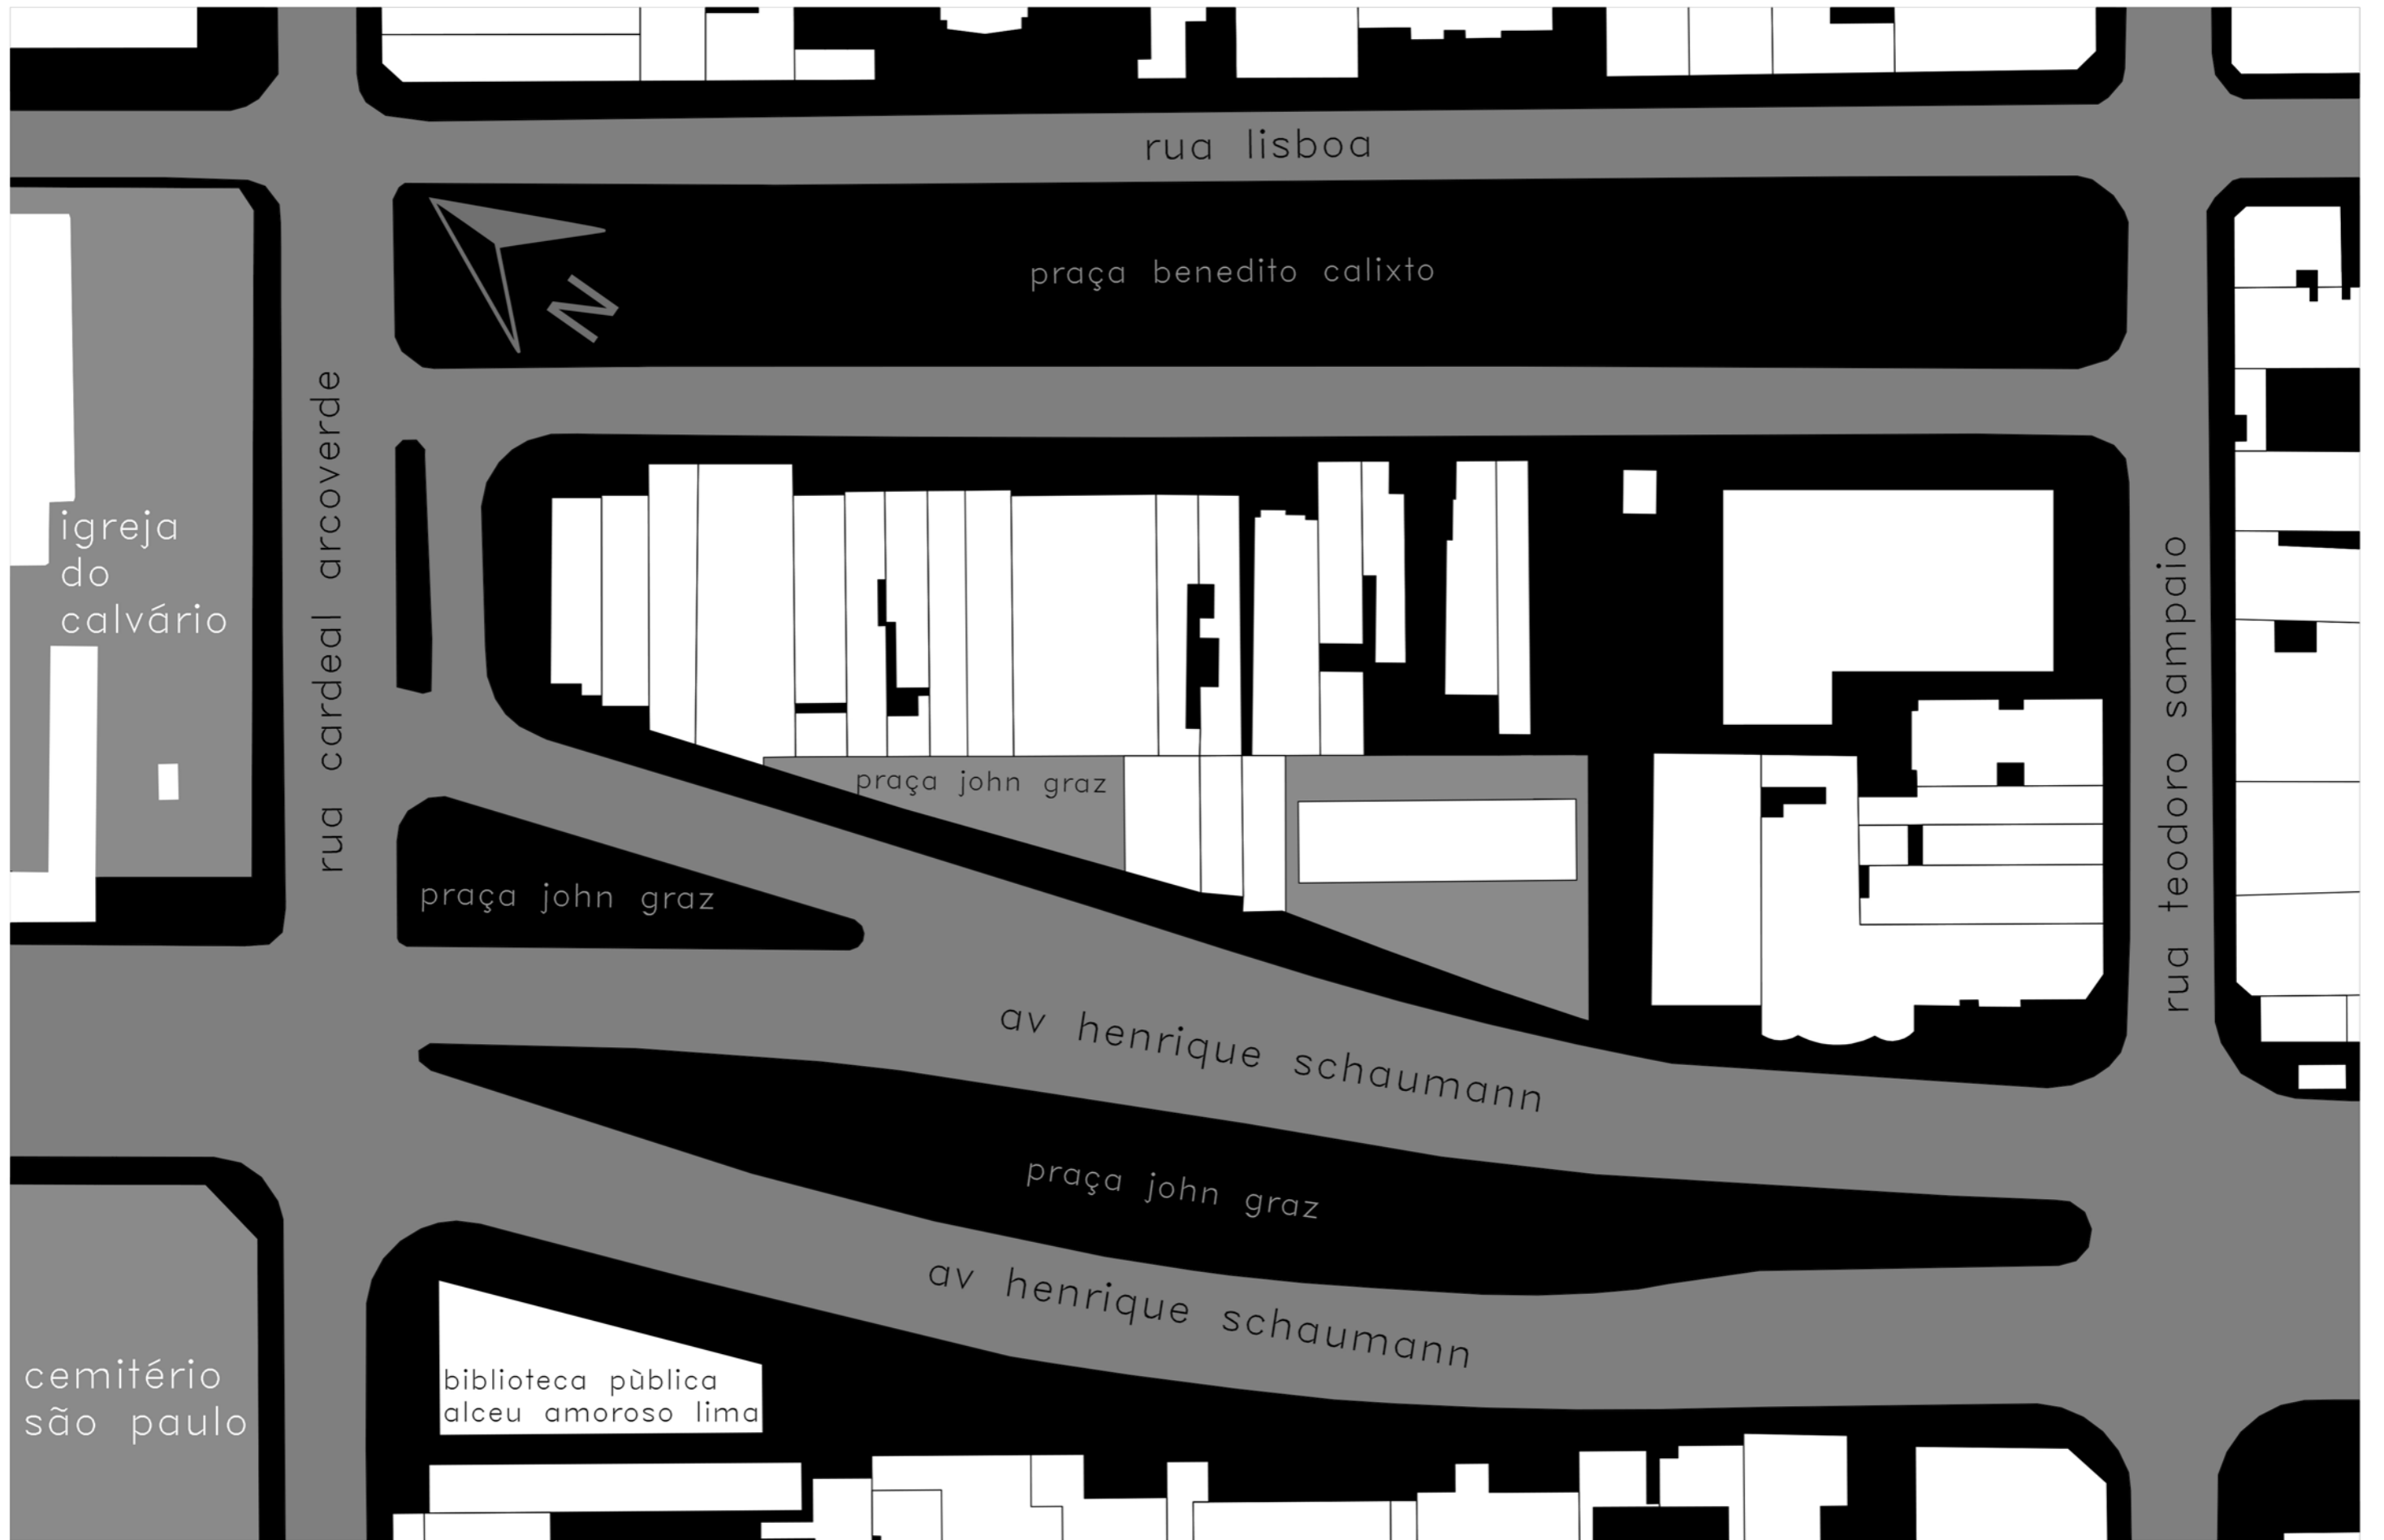 rua lisboa
praça benedito calixto
N
rua cardeal arcoverde
igreja
do
calvário
rua teodoro sampaio
praça john graz
praça john graz
av henrique schaumann
praça john graz
av henrique schaumann
biblioteca pùblica
alceu amoroso lima
cemitério
são paulo